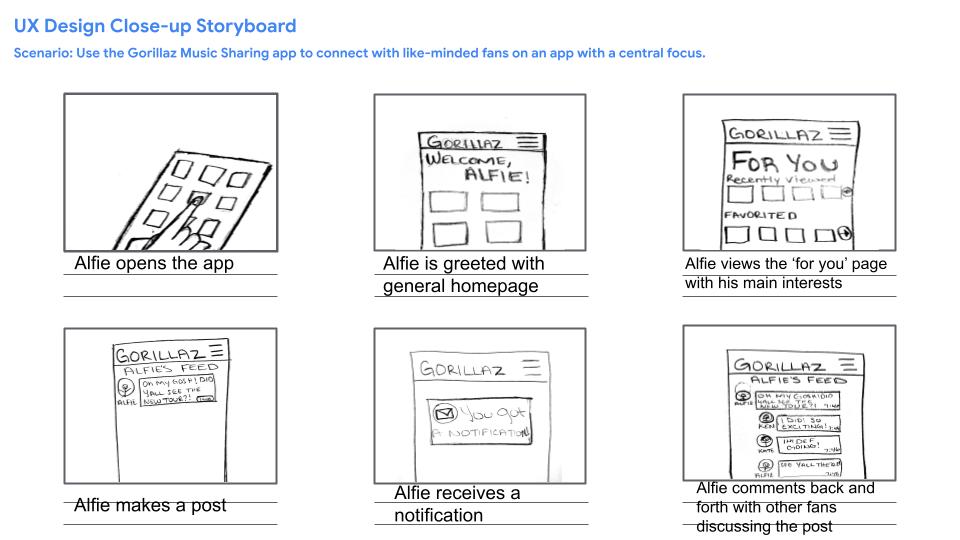 UX Design Close-up Storyboard
Scenario: Use the Gorillaz Music Sharing app to connect with like-minded fans on an app with a central focus.
GORILLAZ
WELCOME,
ALFIE!
Alfie opens the app
Alfie is greeted with
general homepage
GORILLAZ
FOR YOU
Recently Viewed
FAVORITED
Alfie views the ‘for you’ page
with his main interests
GORILLAZ
ALFIE'S FEED
OH MY GOSH, DID
YALL SEE THE
NEW TOUR?!
ALFIE
Alfie makes a post
GORILLAZ
You got
A NOTIFICATION!
Alfie receives a
notification
GORILLAZ
ALFIE'S FEED
OH MY GOSH! DID
YALL SEE THE
NEW TOUR?!
ALFIE
I DID! SO
EXCITING!
KEN
IM DEF
GOING!
KATE
DID YALL
ALFIE
Alfie comments back and
forth with other fans
discussing the post